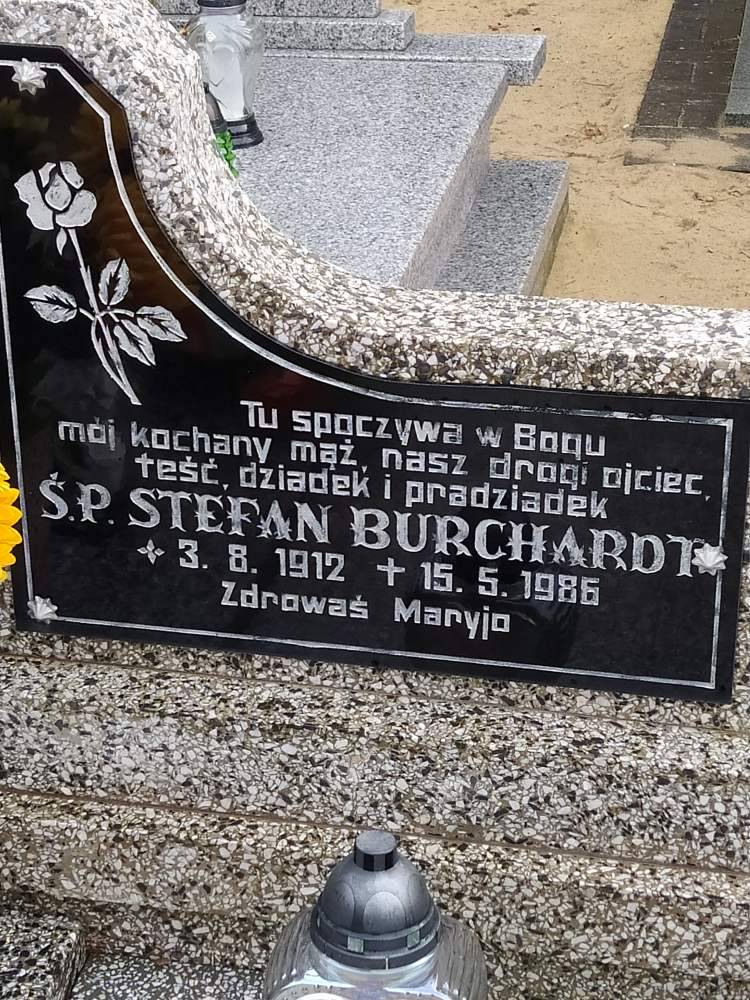 Tu spoczywa w Bogu
mój kochany mąż, nasz drogi ojciec,
teść, dziadek i pradziadek
Ś.P. STEFAN BURCHARDT
3. 8. 1912 + 15. 5. 1986
Zdrowaś Maryjo